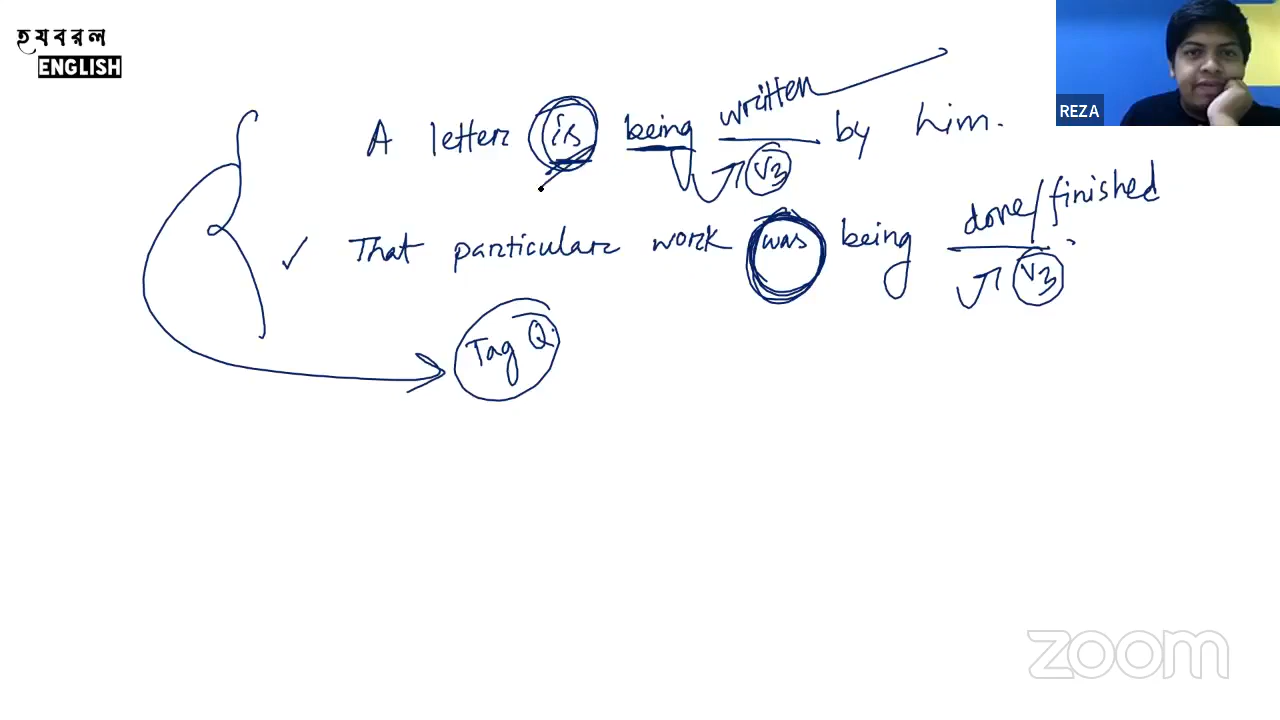 হ য ব র ল
ENGLISH
REZA
A letter is being written by him.
V3
That particular work was being done/finished.
V3
Tag Q.
zoom